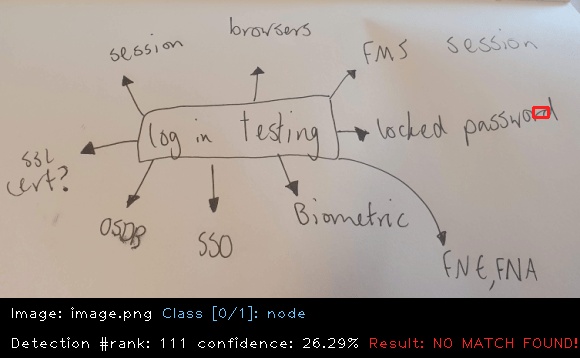 session
browsers
FMS session
log in testing
locked password
SSL
cert?
OSDB
SSO
Biometric
FNE, FNA
Image: image.png Class [0/1]: node
Detection #rank: 111 confidence: 26.29% Result: NO MATCH FOUND!